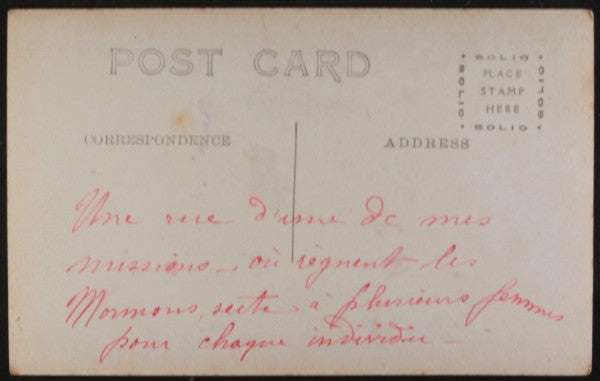 POST CARD
SOLIO
SOLIO
PLACE
STAMP
HERE
SOLIO
SOLIO
CORRESPONDENCE
ADDRESS
Une rue d'une de mes
missions - où règnent les
Mormons, secte à plusieurs femmes
pour chaque individu -